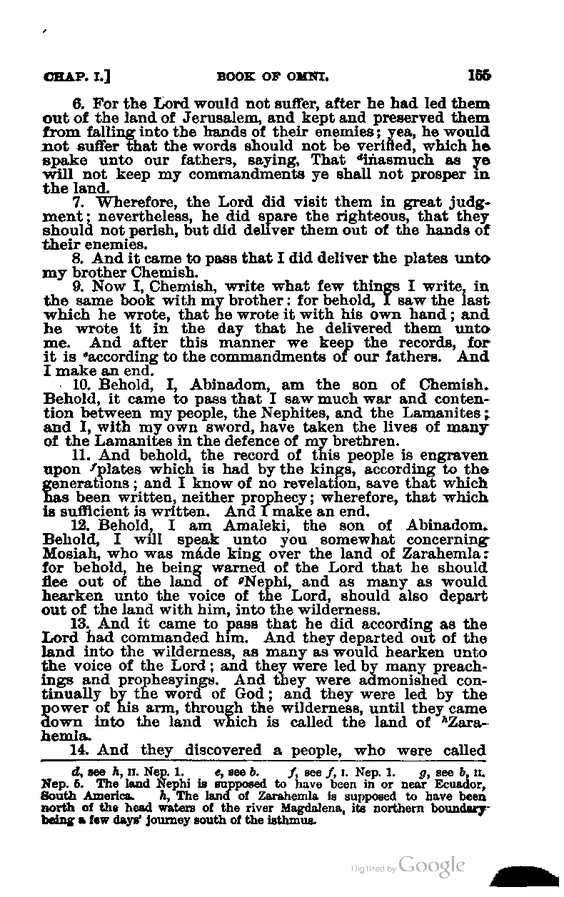 CHAP. I.] BOOK OF OMNI. 155
6. For the Lord would not suffer, after he had led them
out of the land of Jerusalem, and kept and preserved them
from falling into the hands of their enemies; yea, he would
not suffer that the words should not be verified, which he
spake unto our fathers, saying, That dinasmuch as ye
will not keep my commandments ye shall not prosper in
the land.
7. Wherefore, the Lord did visit them in great judg-
ment; nevertheless, he did spare the righteous, that they
should not perish, but did deliver them out of the hands of
their enemies.
8. And it came to pass that I did deliver the plates unto
my brother Chemish.
9. Now I, Chemish, write what few things I write, in
the same book with my brother: for behold, I saw the last
which he wrote, that he wrote it with his own hand; and
he wrote it in the day that he delivered them unto
me. And after this manner we keep the records, for
it is eaccording to the commandments of our fathers. And
I make an end.
10. Behold, I, Abinadom, am the son of Chemish.
Behold, it came to pass that I saw much war and conten-
tion between my people, the Nephites, and the Lamanites;
and I, with my own sword, have taken the lives of many
of the Lamanites in the defence of my brethren.
11. And behold, the record of this people is engraven
upon fplates which is had by the kings, according to the
generations; and I know of no revelation, save that which
has been written, neither prophecy; wherefore, that which
is sufficient is written. And I make an end.
12. Behold, I am Amaleki, the son of Abinadom.
Behold, I will speak unto you somewhat concerning
Mosiah, who was made king over the land of Zarahemla:
for behold, he being warned of the Lord that he should
flee out of the land of gNephi, and as many as would
hearken unto the voice of the Lord, should also depart
out of the land with him, into the wilderness.
13. And it came to pass that he did according as the
Lord had commanded him. And they departed out of the
land into the wilderness, as many as would hearken unto
the voice of the Lord; and they were led by many preach-
ings and prophesyings. And they were admonished con-
tinually by the word of God; and they were led by the
power of his arm, through the wilderness, until they came
down into the land which is called the land of hZara-
hemla.
14. And they discovered a people, who were called
d, see h, II. Nep. 1. e, see b. f, see f, I. Nep. 1. g, see b, II.
Nep. 5. The land Nephi is supposed to have been in or near Ecuador,
South America. h, The land of Zarahemla is supposed to have been
north of the head waters of the river Magdalena, its northern boundary
being a few days' journey south of the isthmus.
Digitized by Google